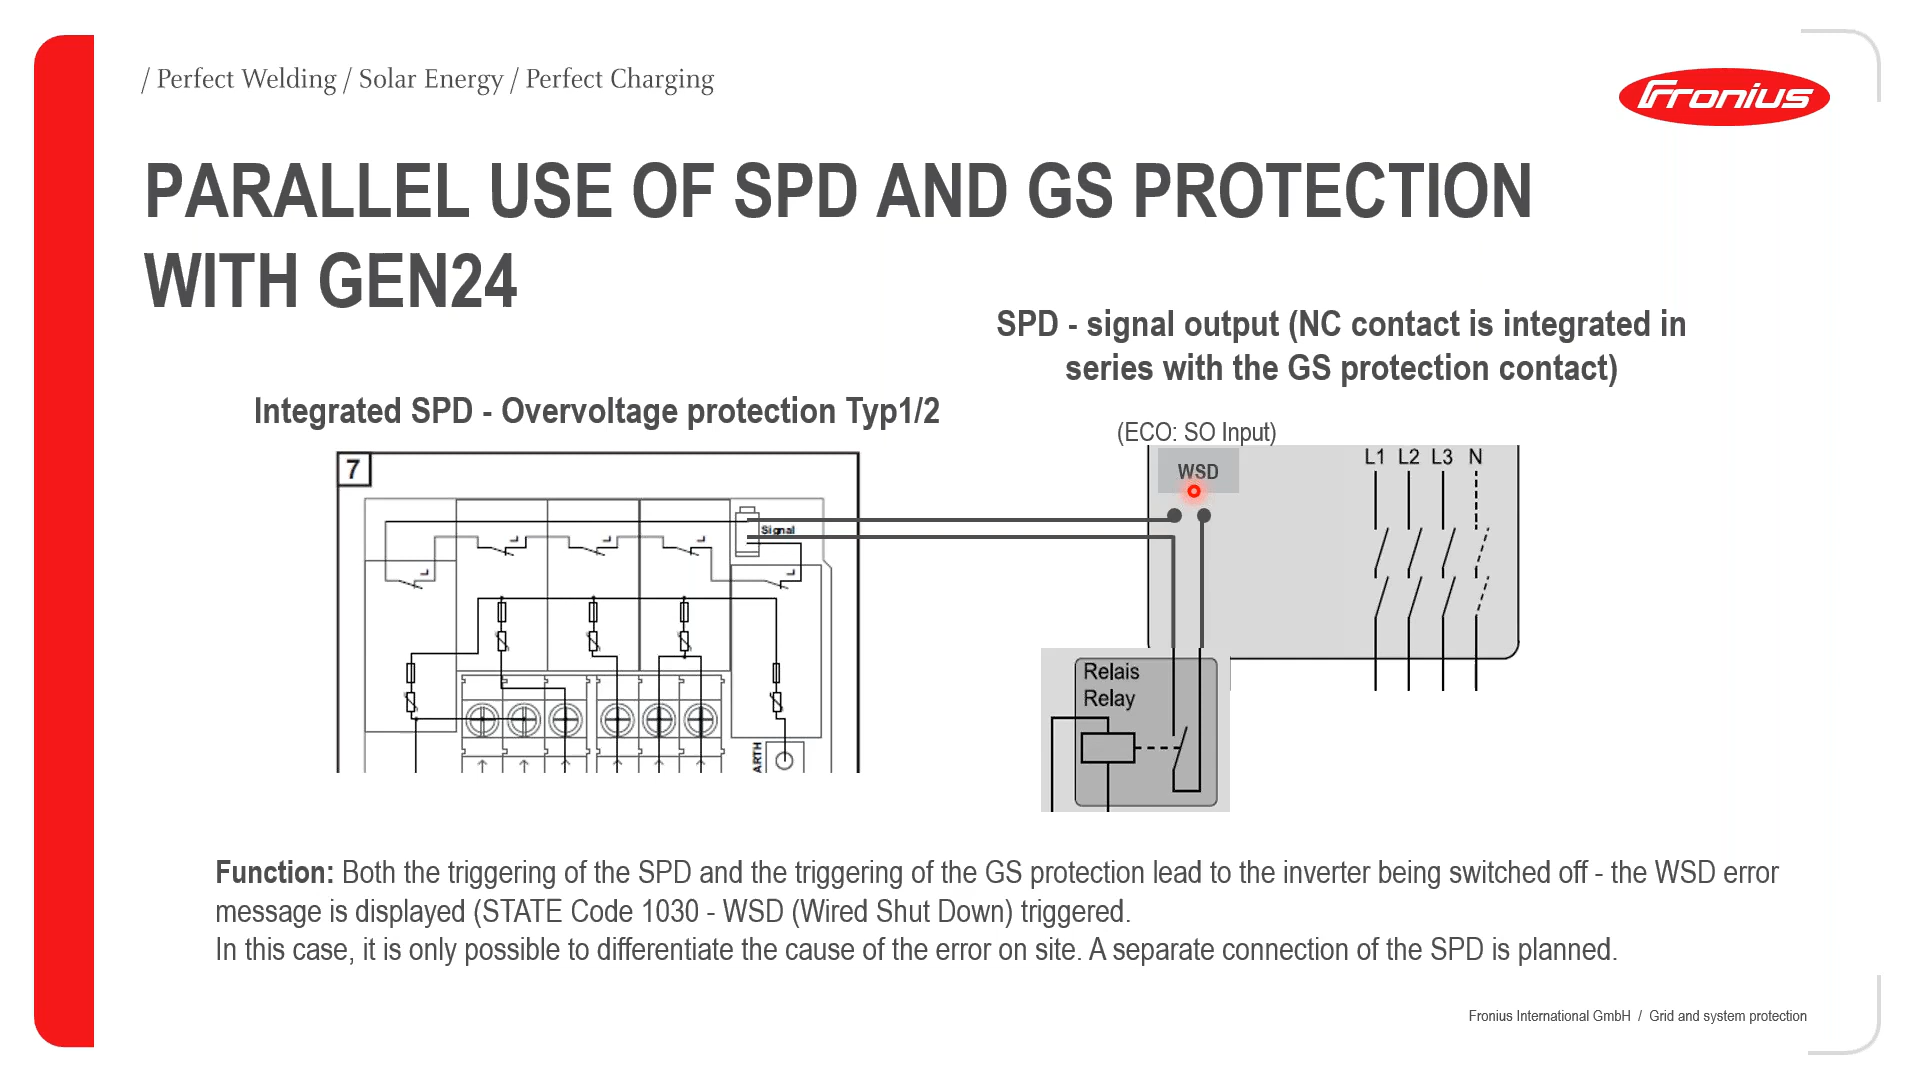 / Perfect Welding / Solar Energy / Perfect Charging
Fronius
PARALLEL USE OF SPD AND GS PROTECTION
WITH GEN24
SPD - signal output (NC contact is integrated in
series with the GS protection contact)
Integrated SPD - Overvoltage protection Typ1/2
(ECO: SO Input)
7
WSD
L1 L2 L3 N
Signal
Relais
Relay
ARTH
Function: Both the triggering of the SPD and the triggering of the GS protection lead to the inverter being switched off - the WSD error
message is displayed (STATE Code 1030 - WSD (Wired Shut Down) triggered.
In this case, it is only possible to differentiate the cause of the error on site. A separate connection of the SPD is planned.
Fronius International GmbH / Grid and system protection